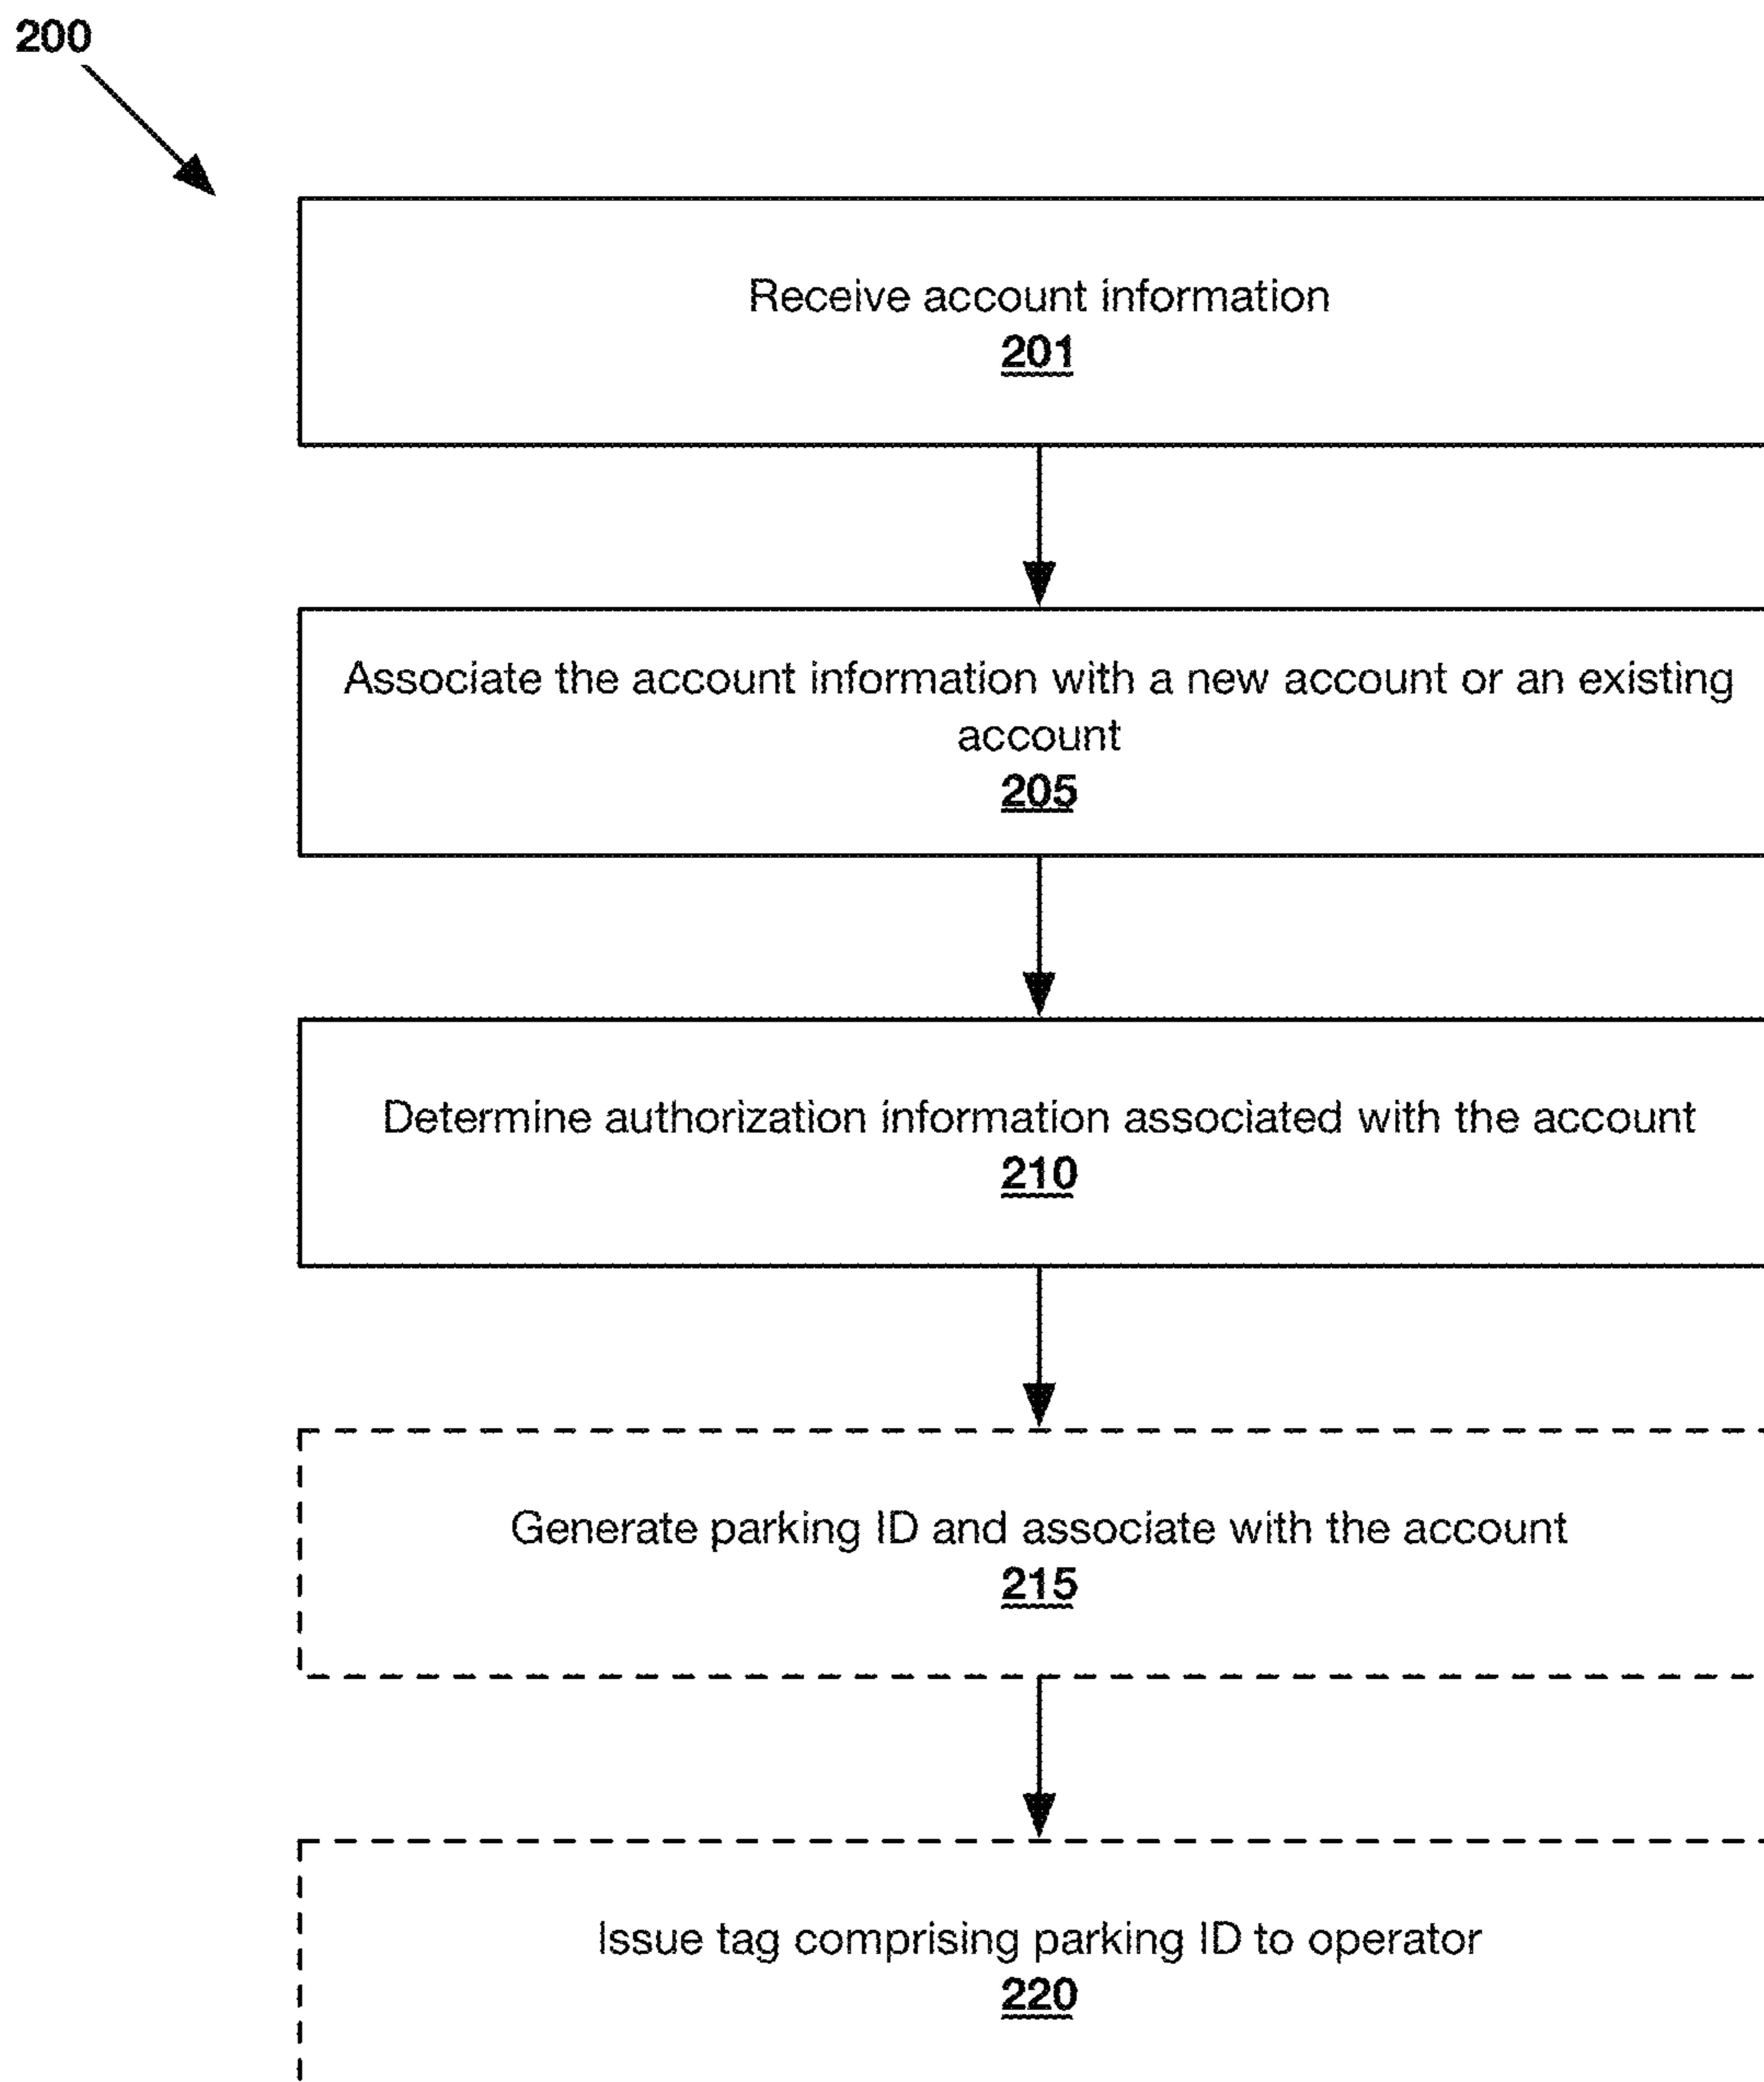 200
Receive account information
201
Associate the account information with a new account or an existing
account
205
Determine authorization information associated with the account
210
Generate parking ID and associate with the account
215
Issue tag comprising parking ID to operator
220